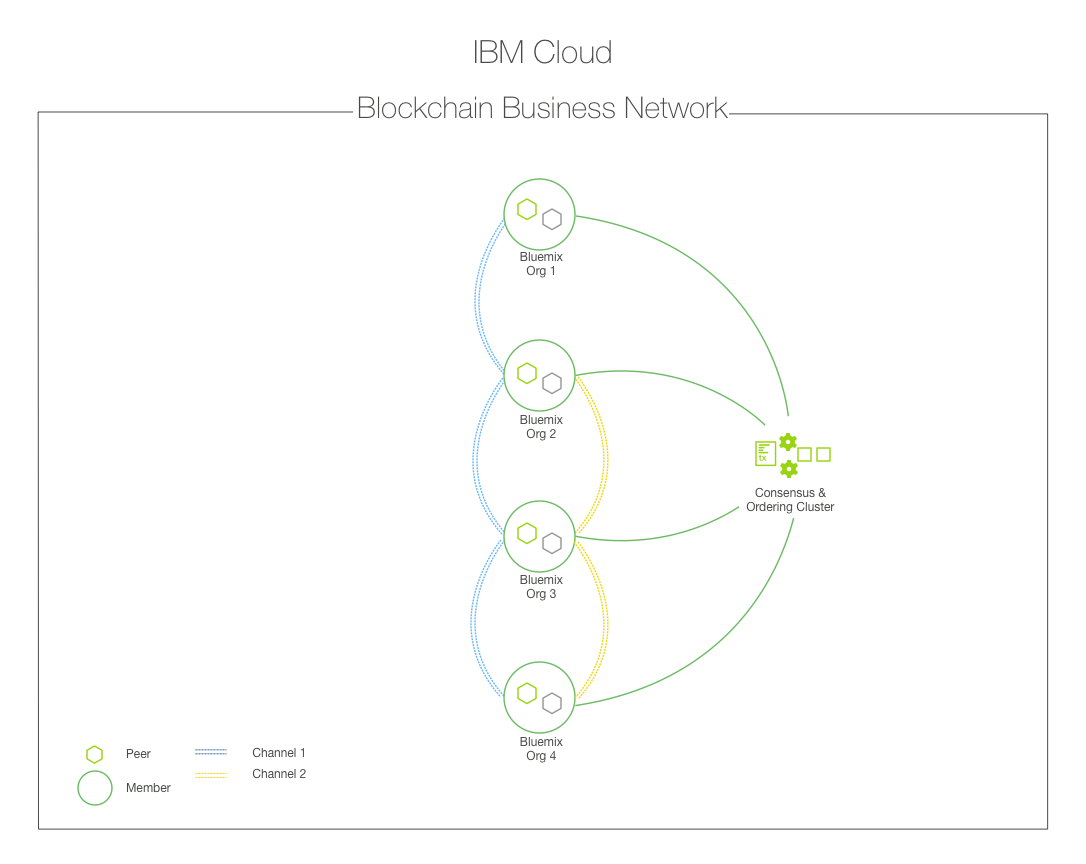 IBM Cloud
Blockchain Business Network
Bluemix
Org 1
Bluemix
Org 2
tx
Consensus &
Ordering Cluster
Bluemix
Org 3
Bluemix
Org 4
Peer
Channel 1
Channel 2
Member